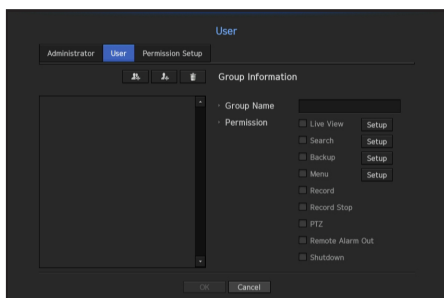 User
Administrator User Permission Setup
Group Information
Group Name
Permission
Live View Setup
Search Setup
Backup Setup
Menu Setup
Record
Record Stop
PTZ
Remote Alarm Out
Shutdown
OK Cancel